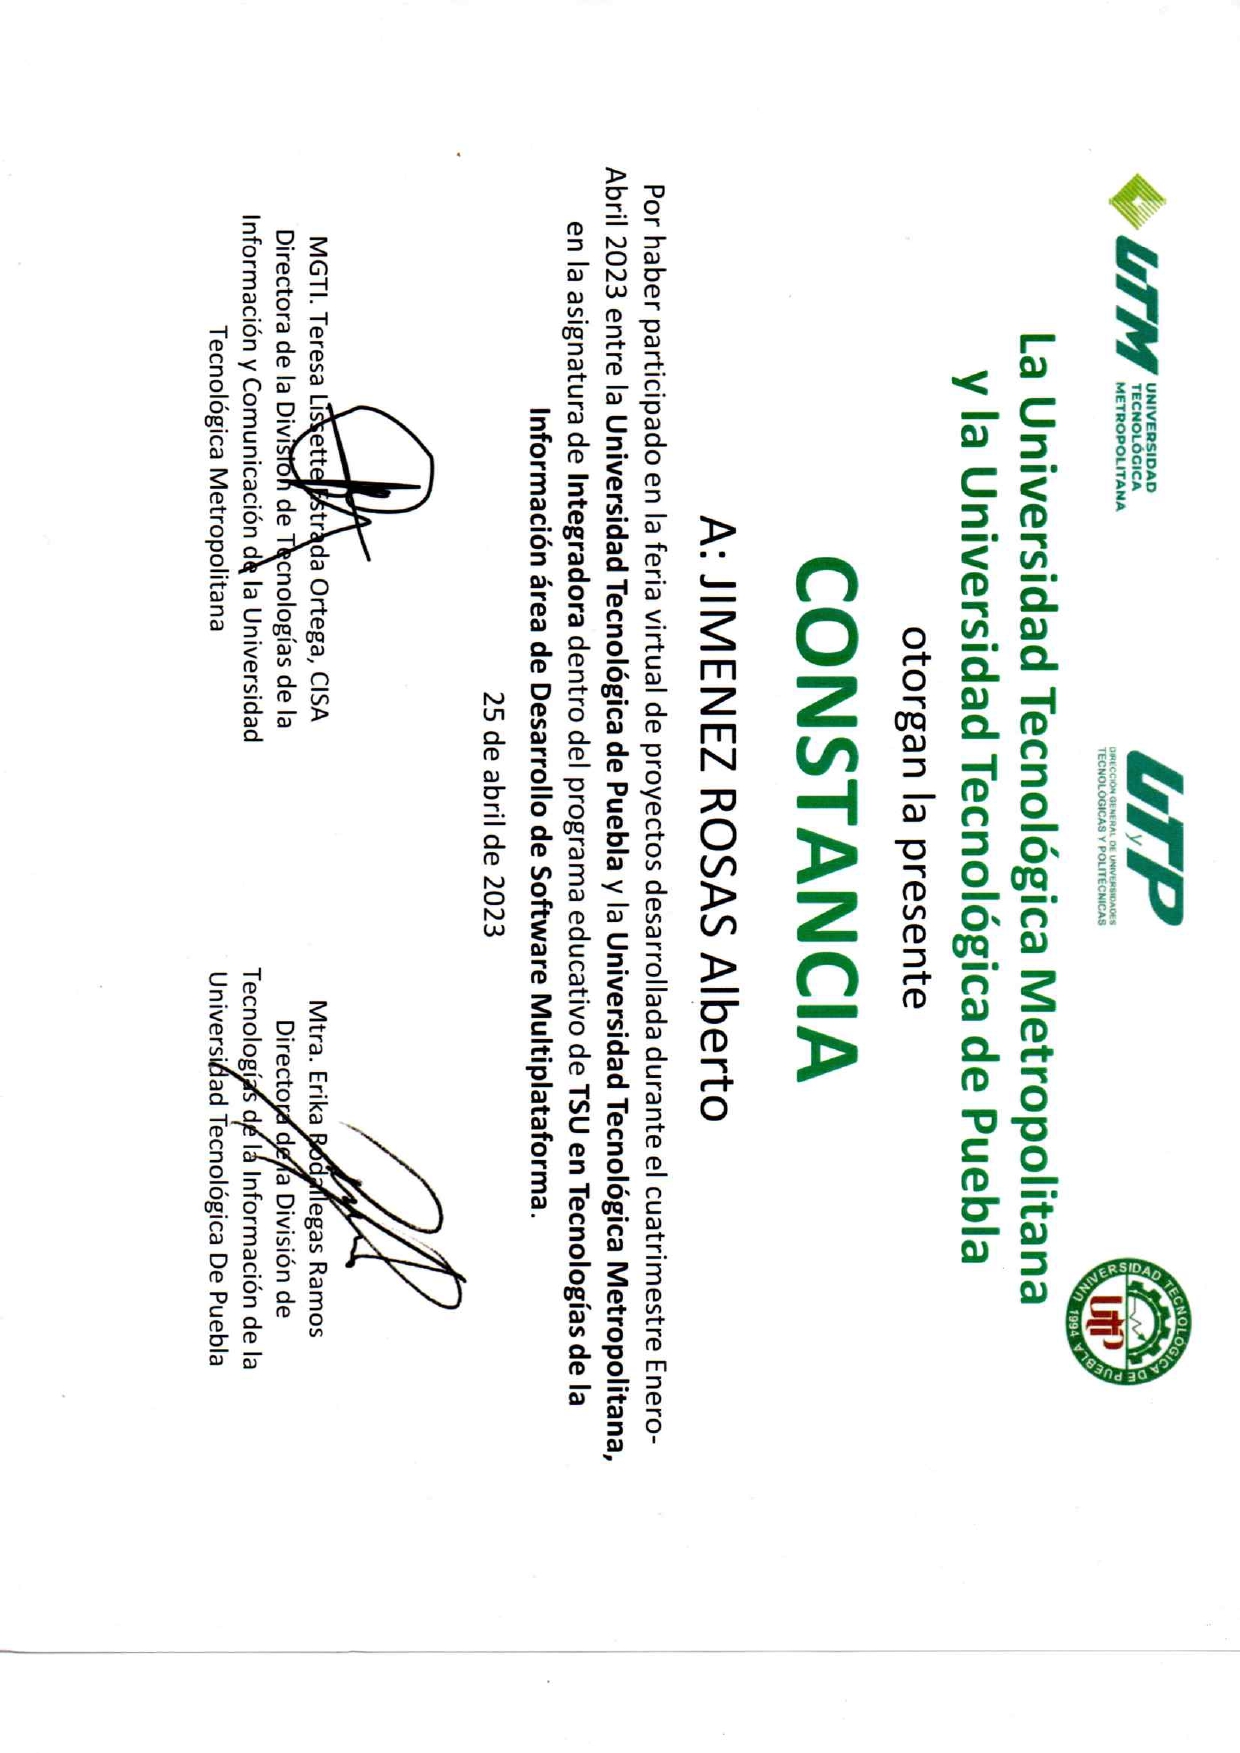 UTM UNIVERSIDAD
TECNOLÓGICA
METROPOLITANA
UTyP
DIRECCIÓN GENERAL DE UNIVERSIDADES
TECNOLÓGICAS Y POLITÉCNICAS
UNIVERSIDAD TECNOLÓGICA DE PUEBLA
UTP
1994
La Universidad Tecnológica Metropolitana
y la Universidad Tecnológica de Puebla
otorgan la presente
CONSTANCIA
A: JIMENEZ ROSAS Alberto
Por haber participado en la feria virtual de proyectos desarrollada durante el cuatrimestre Enero-
Abril 2023 entre la Universidad Tecnológica de Puebla y la Universidad Tecnológica Metropolitana,
en la asignatura de Integradora dentro del programa educativo de TSU en Tecnologías de la
Información área de Desarrollo de Software Multiplataforma.
25 de abril de 2023
MGTI. Teresa Lissette Estrada Ortega, CISA
Directora de la División de Tecnologías de la
Información y Comunicación de la Universidad
Tecnológica Metropolitana
Mtra. Erika Rodallegas Ramos
Directora de la División de
Tecnologías de la Información de la
Universidad Tecnológica De Puebla